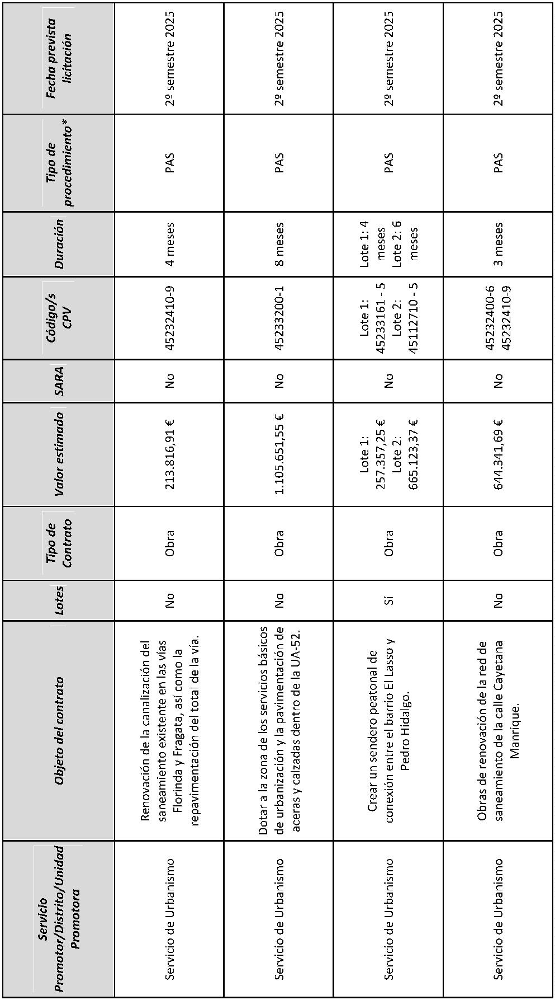 Servicio
Promotor/Distrito/Unidad
Promotora
Objeto del contrato
Lotes
Tipo de
Contrato
Valor estimado
SARA
Código/s
CPV
Duración
Tipo de
procedimiento*
Fecha prevista
licitación
Servicio de Urbanismo
Renovación de la canalización del
saneamiento existente en las vías
Florinda y Fragata, así como la
repavimentación del total de la vía.
No
Obra
213.816,91 €
No
45232410-9
4 meses
PAS
2º semestre 2025
Servicio de Urbanismo
Dotar a la zona de los servicios básicos
de urbanización y la pavimentación de
aceras y calzadas dentro de la UA-52.
No
Obra
1.105.651,55 €
No
45233200-1
8 meses
PAS
2º semestre 2025
Servicio de Urbanismo
Crear un sendero peatonal de
conexión entre el barrio El Lasso y
Pedro Hidalgo.
Sí
Obra
Lote 1:
257.357,25 €
Lote 2:
665.123,37 €
No
Lote 1:
45233161 - 5
Lote 2:
45112710 - 5
Lote 1: 4
meses
Lote 2: 6
meses
PAS
2º semestre 2025
Servicio de Urbanismo
Obras de renovación de la red de
saneamiento de la calle Cayetana
Manrique.
No
Obra
644.341,69 €
No
45232400-6
45232410-9
3 meses
PAS
2º semestre 2025